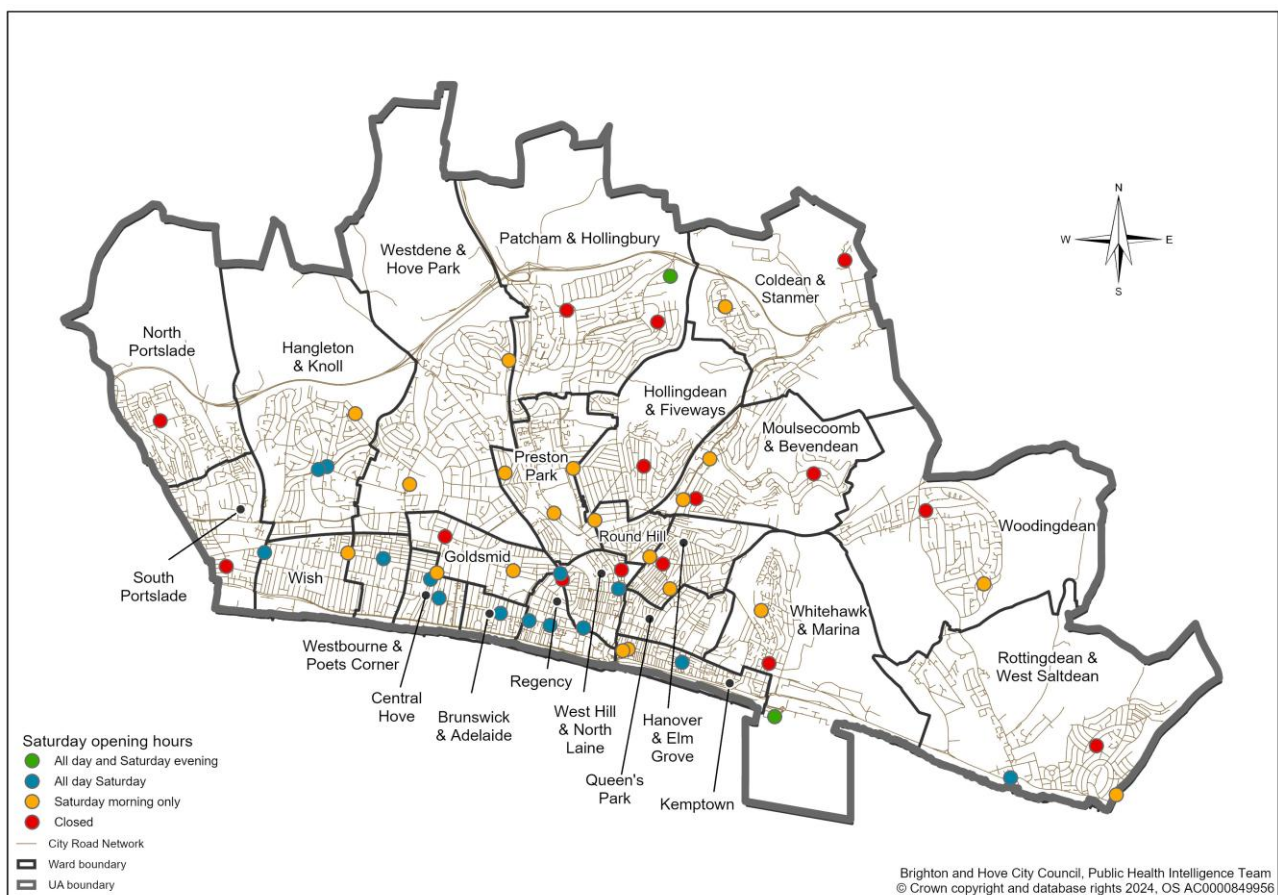 N
W
E
S
Patcham & Hollingbury
Westdene &
Hove Park
Coldean &
Stanmer
North
Portslade
Hangleton
& Knoll
Hollingdean
& Fiveways
Moulsecoomb
& Bevendean
Preston
Park
Woodingdean
Round Hill
Goldsmid
Wish
South
Portslade
Whitehawk
& Marina
Westbourne &
Poets Corner
Central
Hove
Brunswick
& Adelaide
Regency
West Hill
& North
Laine
Hanover
& Elm
Grove
Queen's
Park
Kemptown
Rottingdean &
West Saltdean
Saturday opening hours
All day and Saturday evening
All day Saturday
Saturday morning only
Closed
City Road Network
Ward boundary
UA boundary
Brighton and Hove City Council, Public Health Intelligence Team
© Crown copyright and database rights 2024, OS AC0000849956